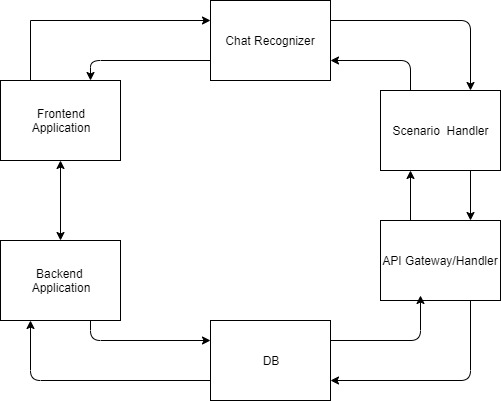 Chat Recognizer
Frontend
Application
Scenario  Handler
API Gateway/Handler
Backend
Application
DB